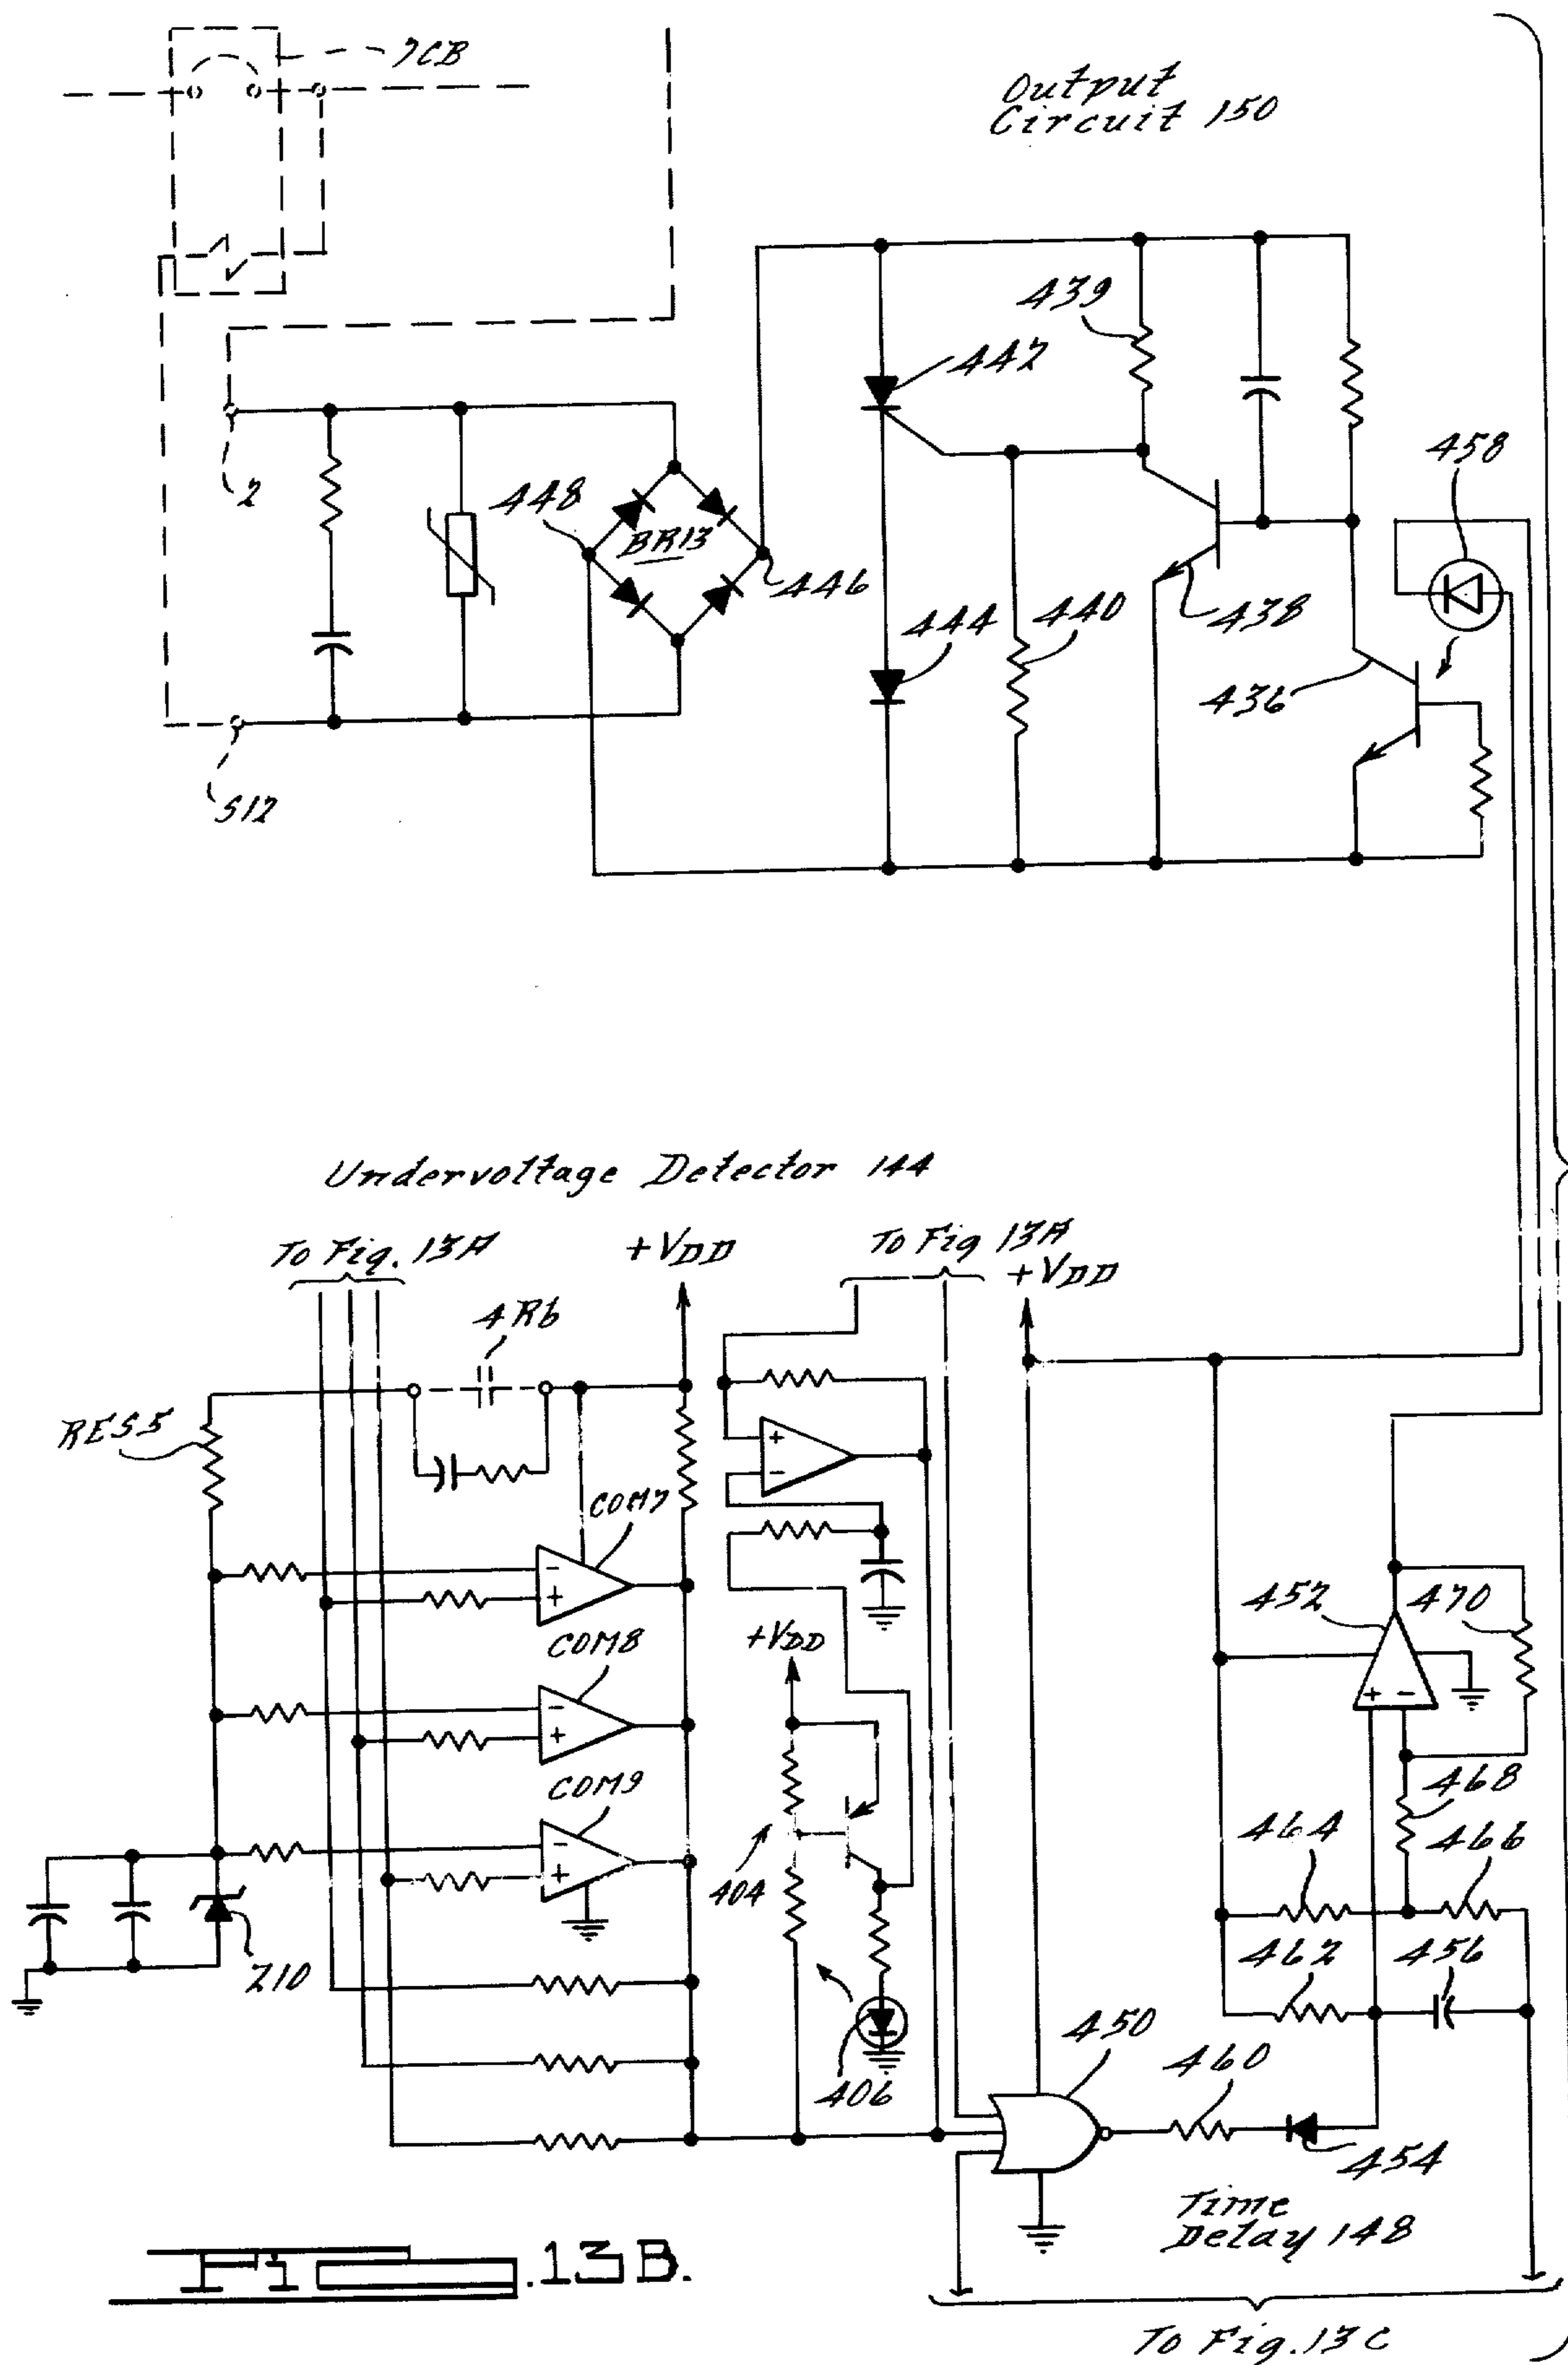 7CB
Output
Circuit 150
439
442
458
2
448
BR13
446
444
440
438
436
S12
Undervoltage Detector 144
To Fig. 13A
+VDD
To Fig 13A
+VDD
4Rb
RES5
+
-
COM7
-
+
452
470
+VDD
COM8
-
+
+ -
468
COM9
464
466
-
+
404
462
456
Z10
450
460
406
454
Time
Delay 148
FIG.13B.
To Fig.13C